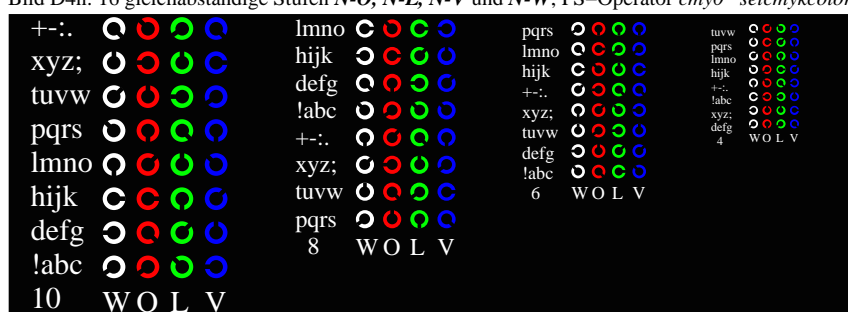 Bild D4n: 16 gleichabständige Stufen N-O, N-L, N-V und N-W; PS-Operator cmy0* setcmykcolor
+-:.
xyz;
tuvw
pqrs
lmno
hijk
defg
!abc
10 W O L V
lmno
hijk
defg
!abc
+-:.
xyz;
tuvw
pqrs
8 W O L V
pqrs
lmno
hijk
+-:.
xyz;
tuvw
defg
!abc
6 W O L V
tuvw
pqrs
lmno
hijk
+-:.
!abc
xyz;
defg
4 W O L V